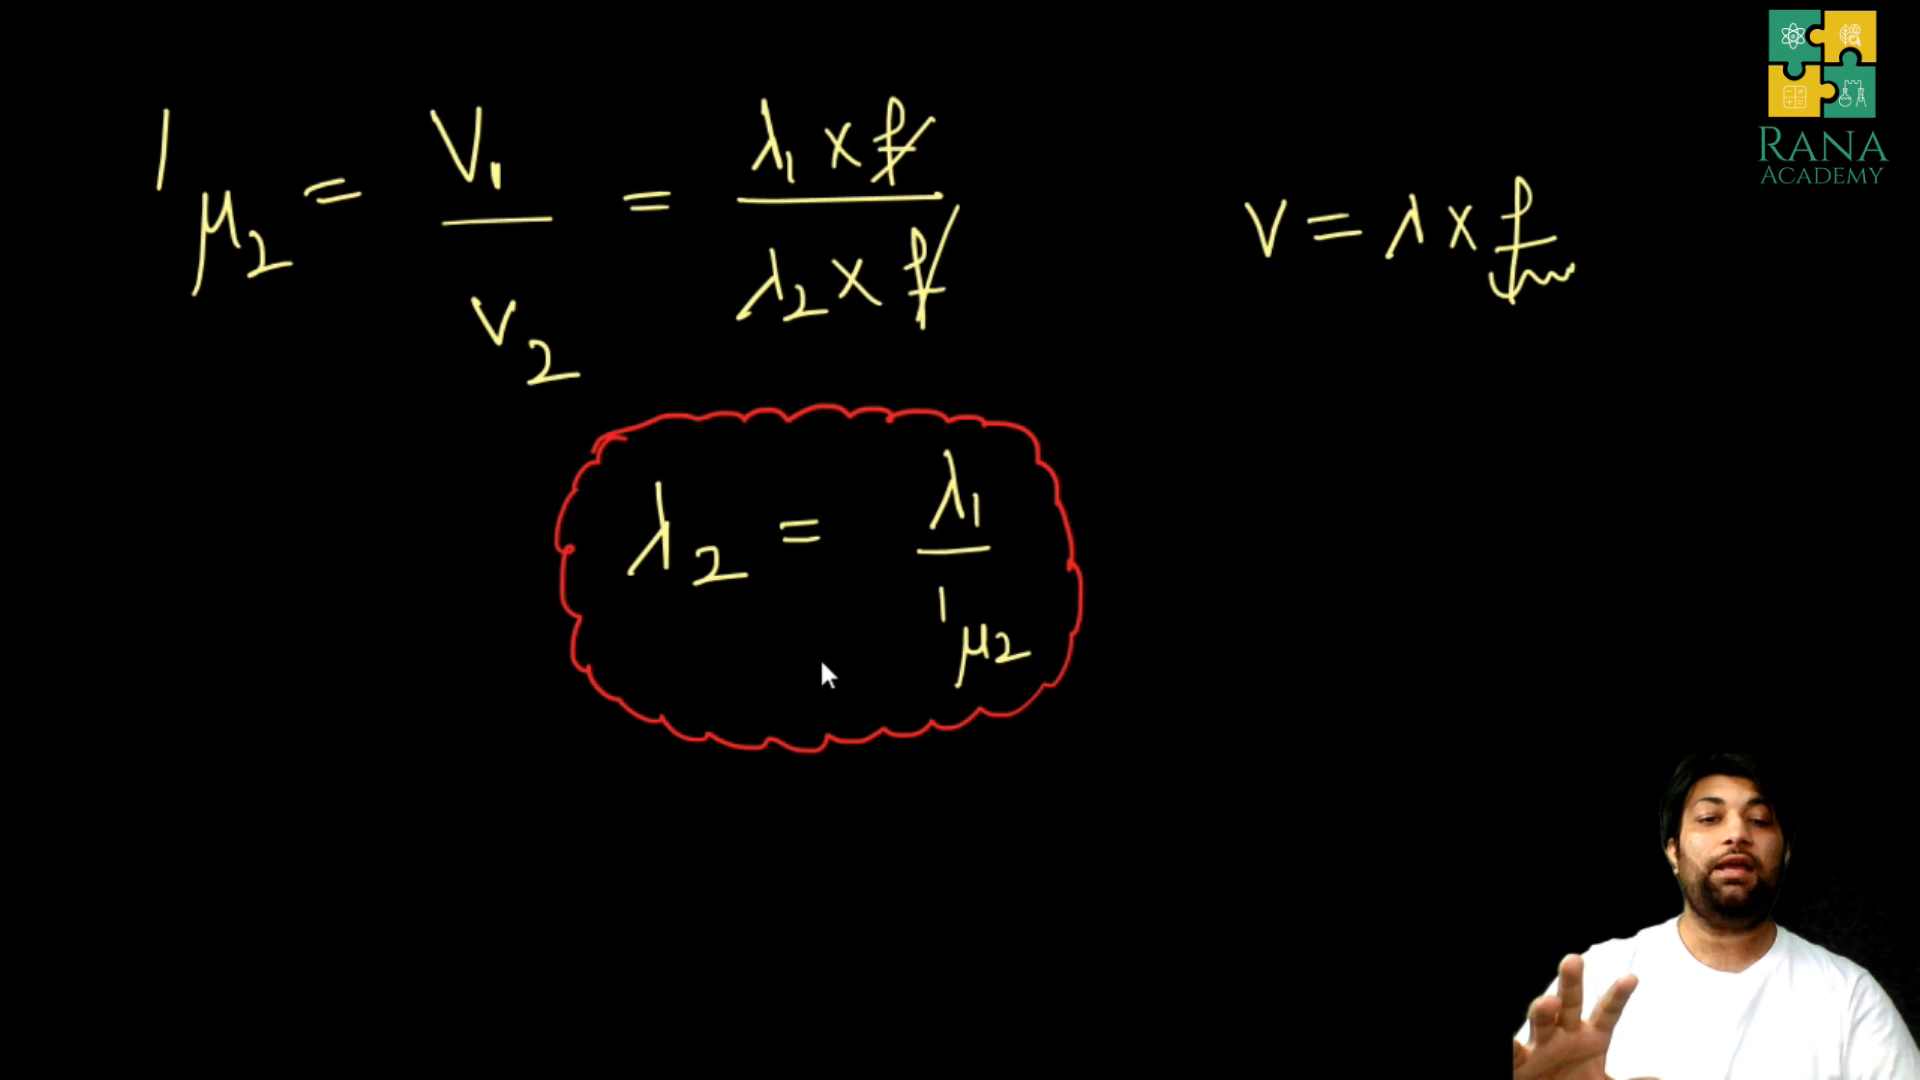 RANA
ACADEMY
¹μ₂ = V₁ / V₂ = λ₁ × f / λ₂ × f
V = λ × f
λ₂ = λ₁ / ¹μ₂